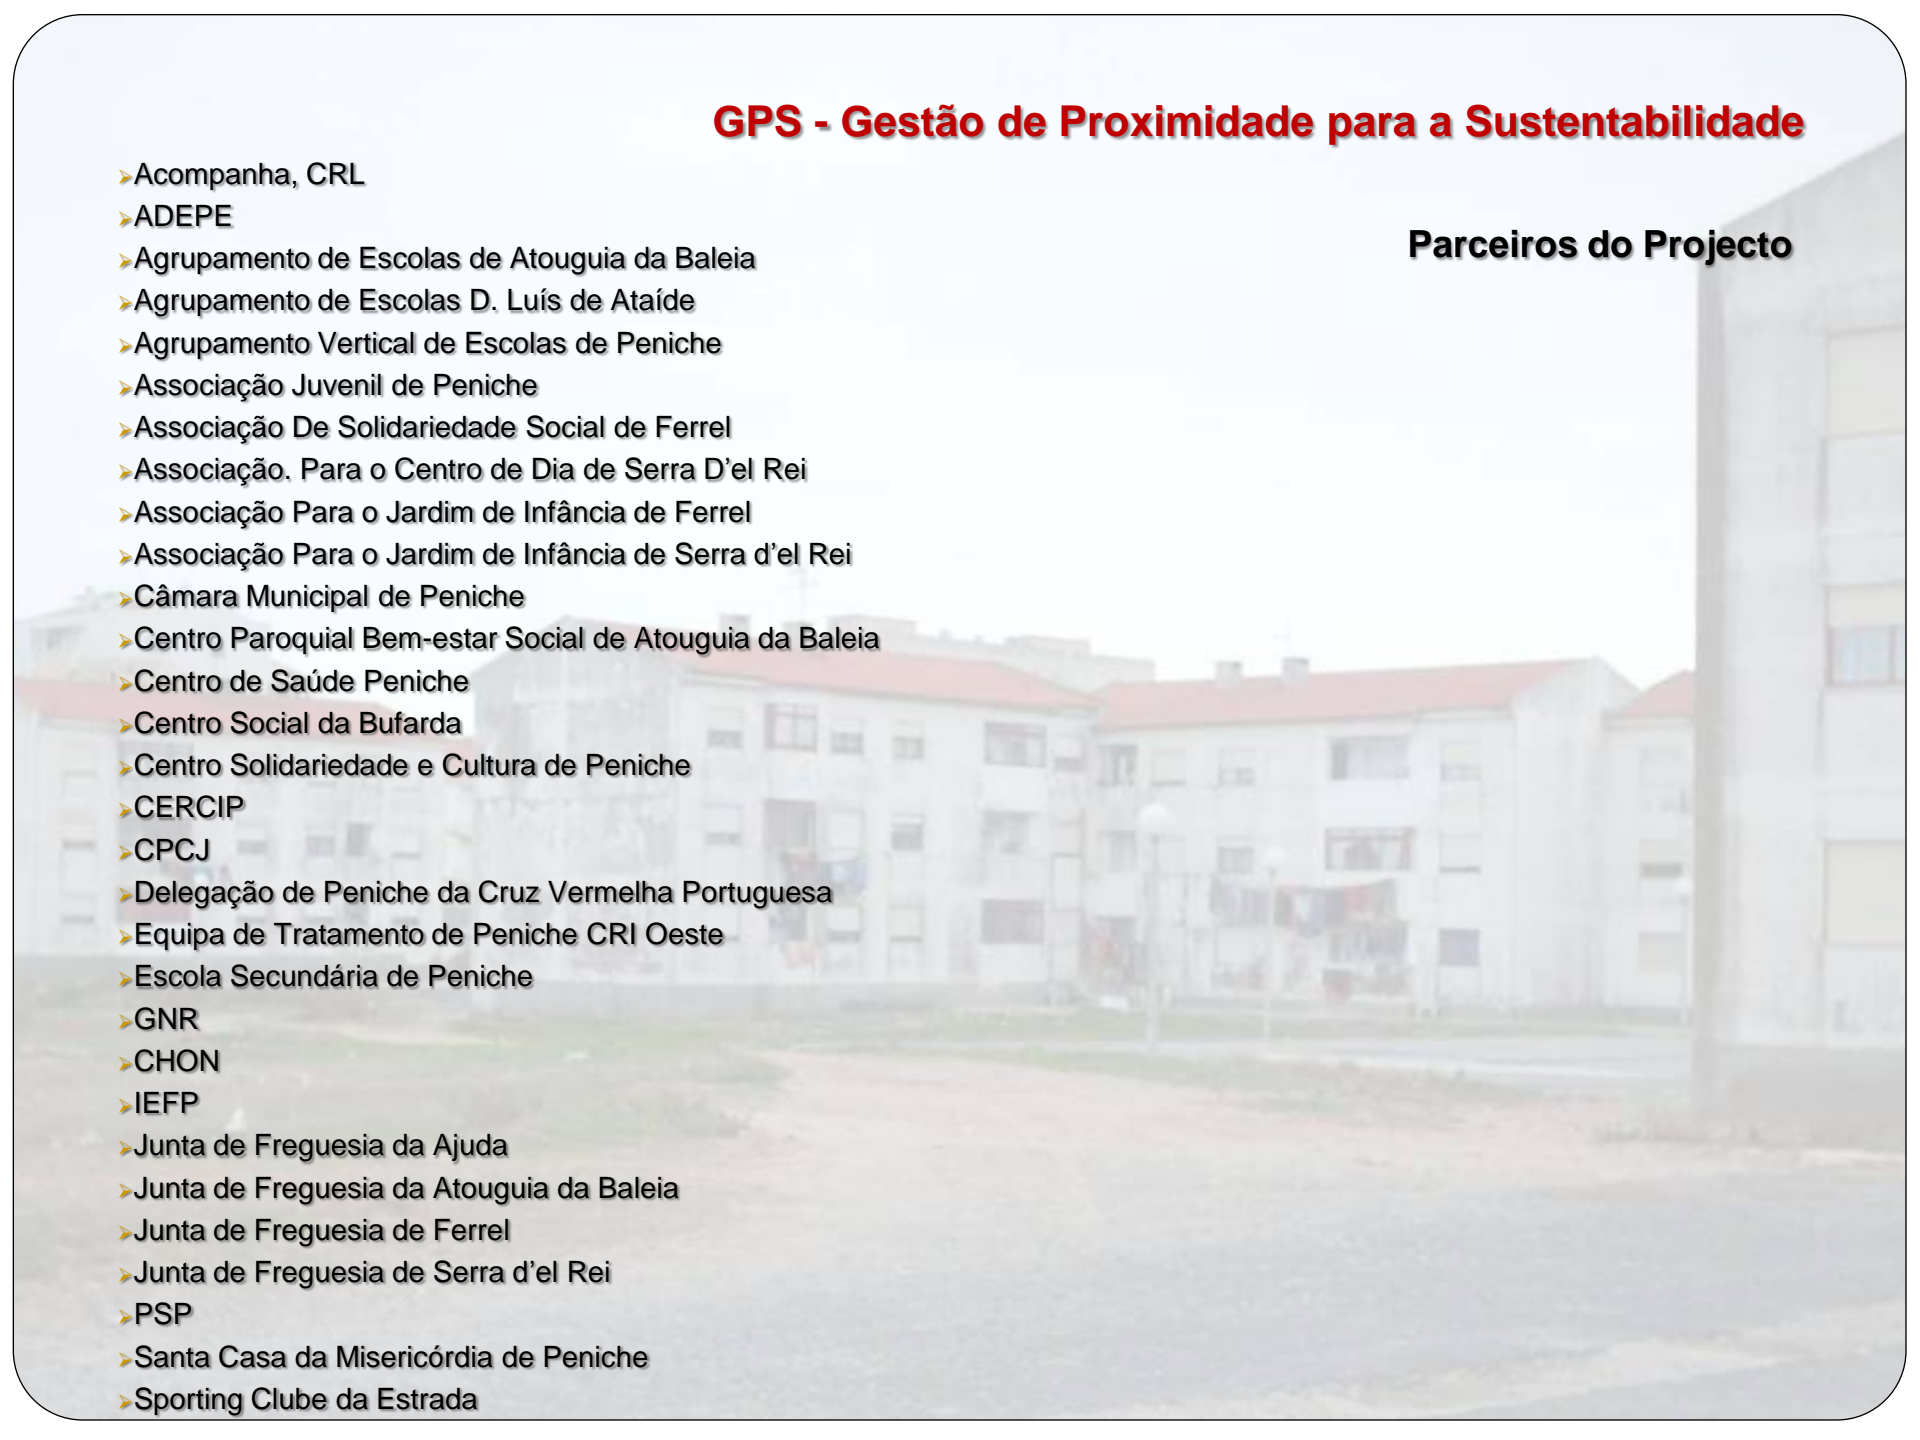 GPS - Gestão de Proximidade para a Sustentabilidade
Parceiros do Projecto
➢Acompanha, CRL
➢ADEPE
➢Agrupamento de Escolas de Atouguia da Baleia
➢Agrupamento de Escolas D. Luís de Ataíde
➢Agrupamento Vertical de Escolas de Peniche
➢Associação Juvenil de Peniche
➢Associação De Solidariedade Social de Ferrel
➢Associação. Para o Centro de Dia de Serra D’el Rei
➢Associação Para o Jardim de Infância de Ferrel
➢Associação Para o Jardim de Infância de Serra d’el Rei
➢Câmara Municipal de Peniche
➢Centro Paroquial Bem-estar Social de Atouguia da Baleia
➢Centro de Saúde Peniche
➢Centro Social da Bufarda
➢Centro Solidariedade e Cultura de Peniche
➢CERCIP
➢CPCJ
➢Delegação de Peniche da Cruz Vermelha Portuguesa
➢Equipa de Tratamento de Peniche CRI Oeste
➢Escola Secundária de Peniche
➢GNR
➢CHON
➢IEFP
➢Junta de Freguesia da Ajuda
➢Junta de Freguesia da Atouguia da Baleia
➢Junta de Freguesia de Ferrel
➢Junta de Freguesia de Serra d’el Rei
➢PSP
➢Santa Casa da Misericórdia de Peniche
➢Sporting Clube da Estrada